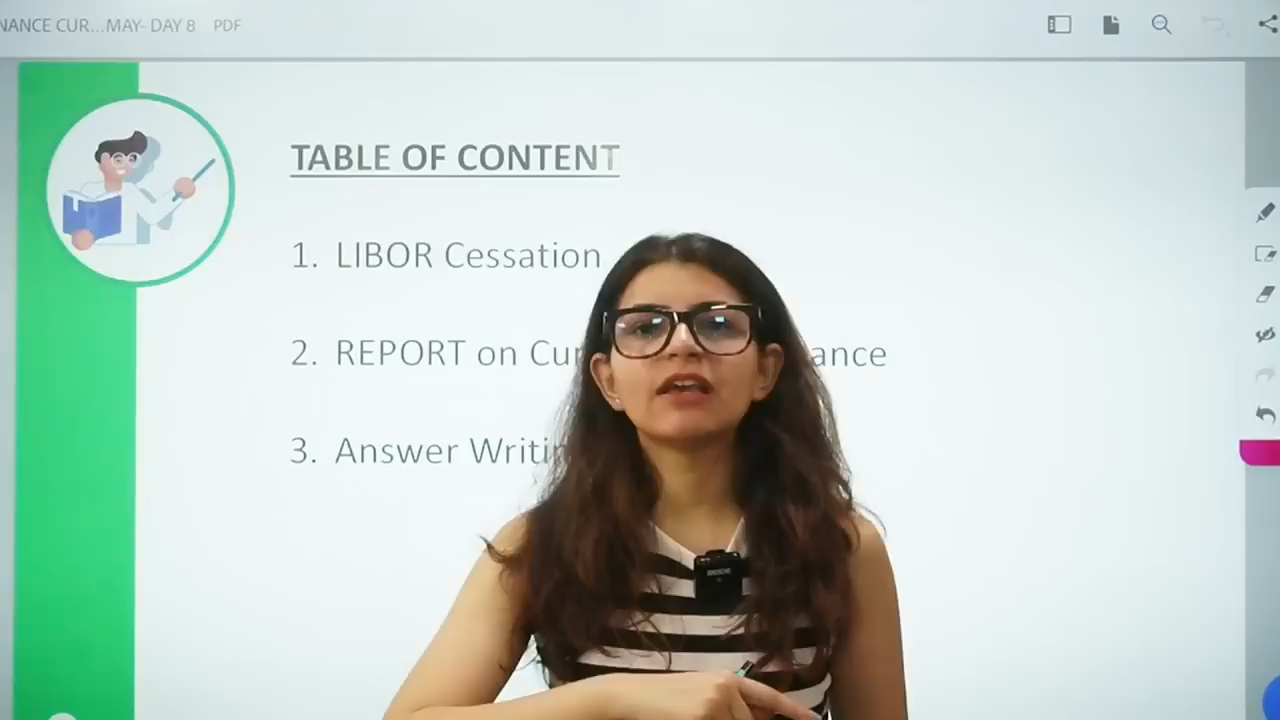 NANCE CUR...MAY- DAY 8 PDF
TABLE OF CONTENT
1. LIBOR Cessation
2. REPORT on Cur ance
3. Answer Writin